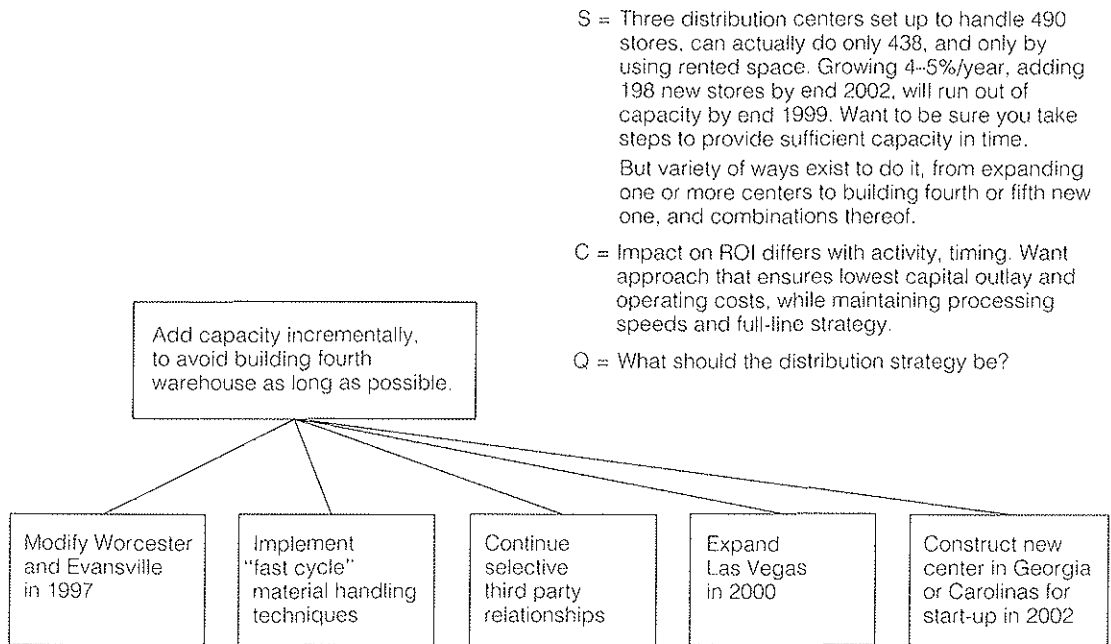 S = Three distribution centers set up to handle 490
stores, can actually do only 438, and only by
using rented space. Growing 4–5%/year, adding
198 new stores by end 2002, will run out of
capacity by end 1999. Want to be sure you take
steps to provide sufficient capacity in time.
But variety of ways exist to do it, from expanding
one or more centers to building fourth or fifth new
one, and combinations thereof.
C = Impact on ROI differs with activity, timing. Want
approach that ensures lowest capital outlay and
operating costs, while maintaining processing
speeds and full-line strategy.
Q = What should the distribution strategy be?
Add capacity incrementally,
to avoid building fourth
warehouse as long as possible.
Modify Worcester
and Evansville
in 1997
Implement
"fast cycle"
material handling
techniques
Continue
selective
third party
relationships
Expand
Las Vegas
in 2000
Construct new
center in Georgia
or Carolinas for
start-up in 2002